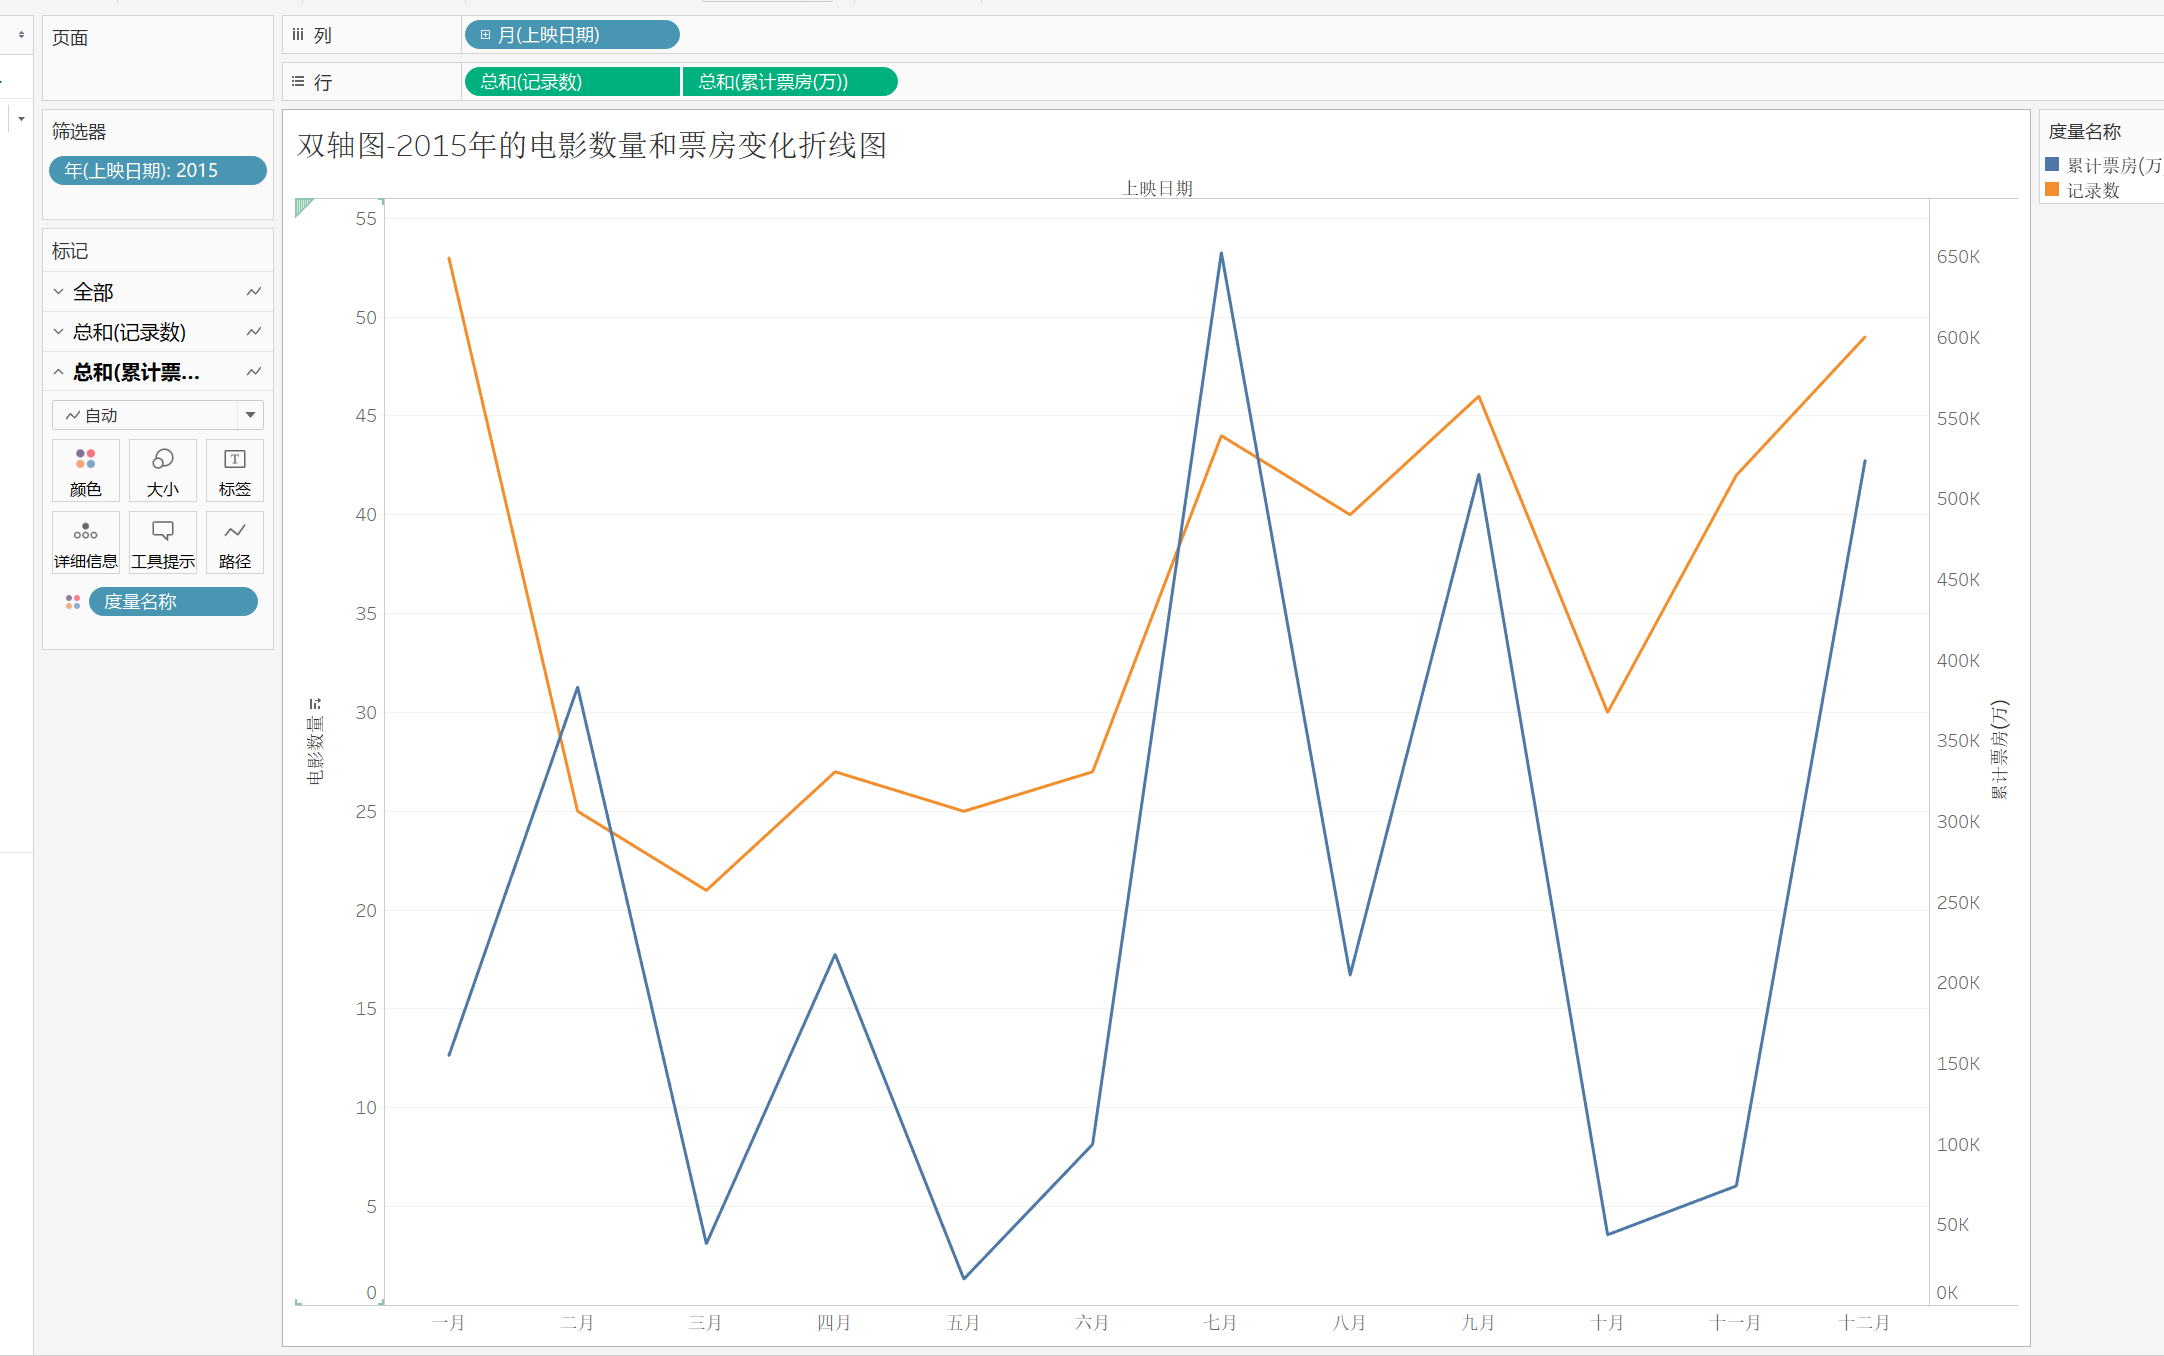 页面
筛选器
年(上映日期): 2015
标记
全部
总和(记录数)
总和(累计票...
自动
颜色
大小
标签
详细信息
工具提示
路径
度量名称
列
月(上映日期)
行
总和(记录数)
总和(累计票房(万))
双轴图-2015年的电影数量和票房变化折线图
上映日期
55
50
45
40
35
30
25
20
15
10
5
0
电影数量
650K
600K
550K
500K
450K
400K
350K
300K
250K
200K
150K
100K
50K
0K
累计票房(万)
一月
二月
三月
四月
五月
六月
七月
八月
九月
十月
十一月
十二月
度量名称
累计票房(万
记录数